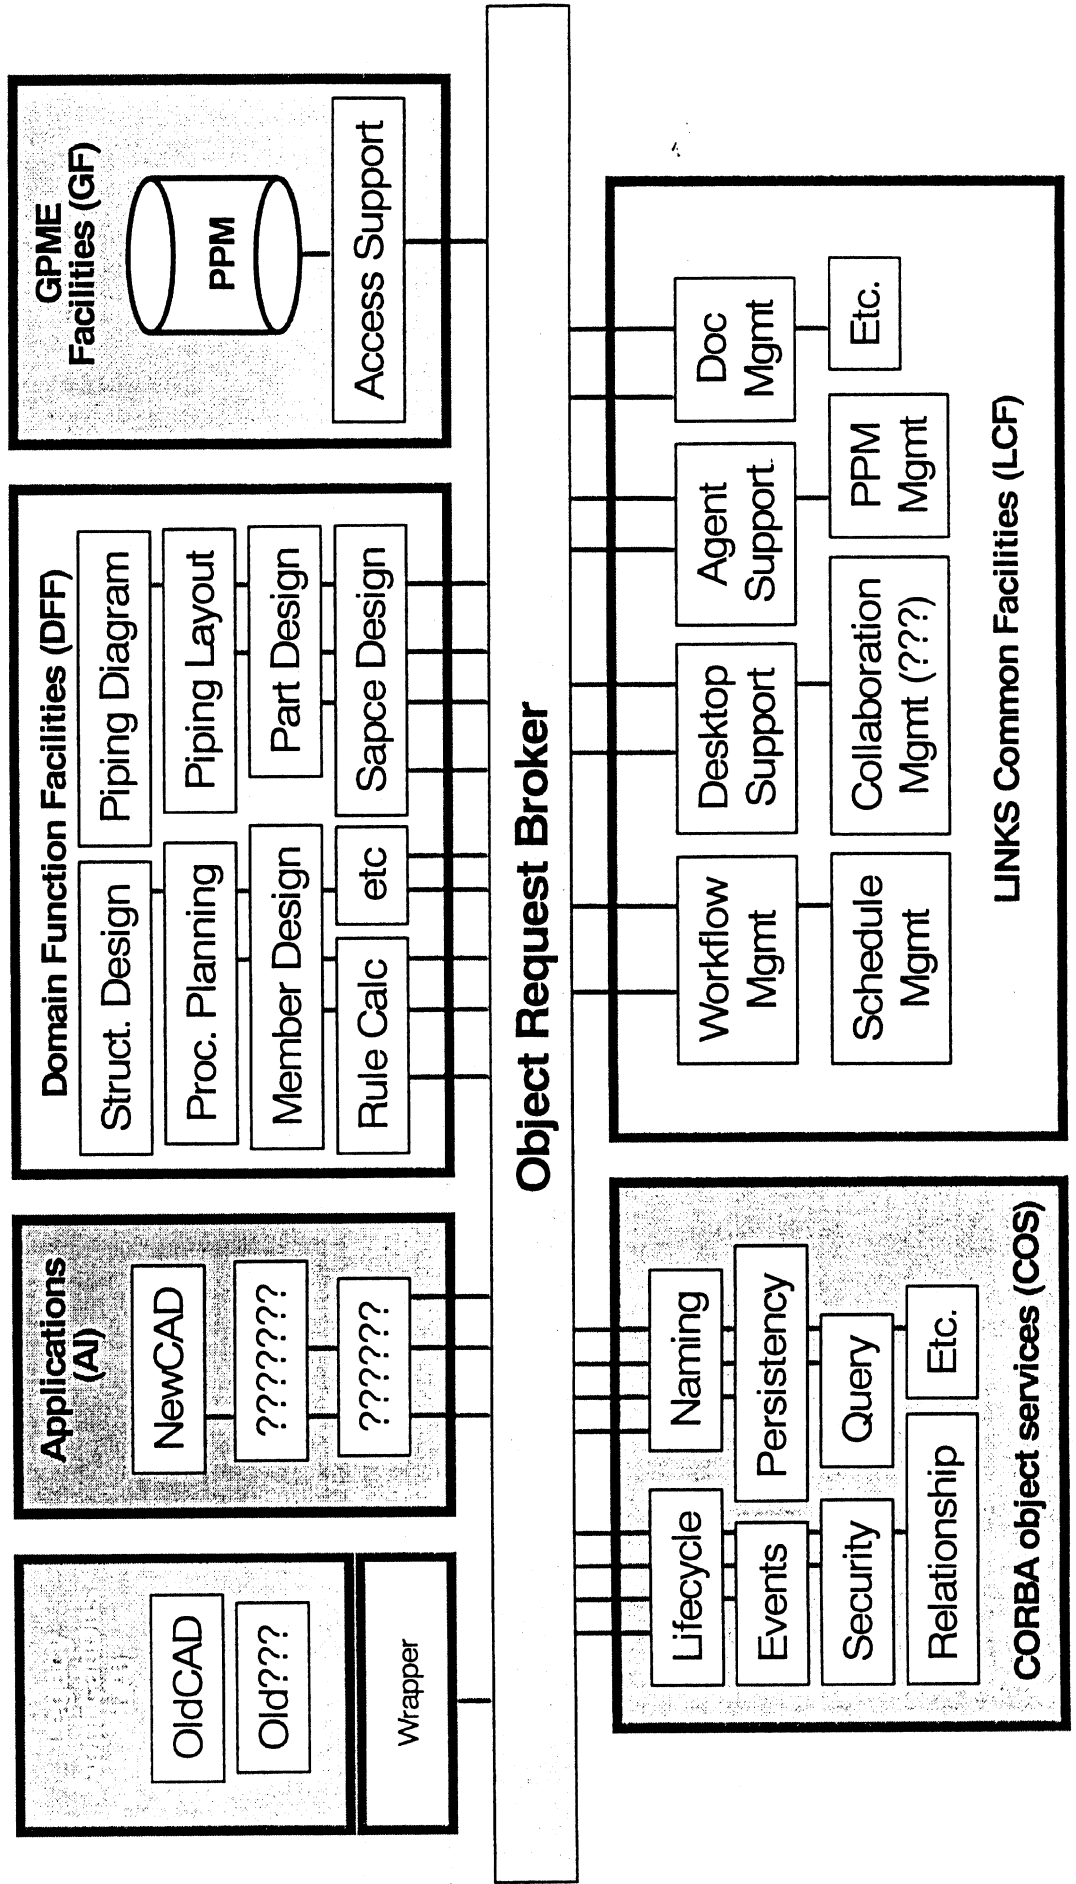 OldCAD
Old???
Wrapper
Applications
(AI)
NewCAD
???????
??????
Domain Function Facilities (DFF)
Struct. Design
Piping Diagram
Proc. Planning
Piping Layout
Member Design
Part Design
Rule Calc
etc
Sapce Design
GPME
Facilities (GF)
PPM
Access Support
Object Request Broker
Lifecycle
Naming
Events
Persistency
Security
Query
Relationship
Etc.
CORBA object services (COS)
Workflow
Mgmt
Desktop
Support
Agent
Support
Doc
Mgmt
Schedule
Mgmt
Collaboration
Mgmt (???)
PPM
Mgmt
Etc.
LINKS Common Facilities (LCF)